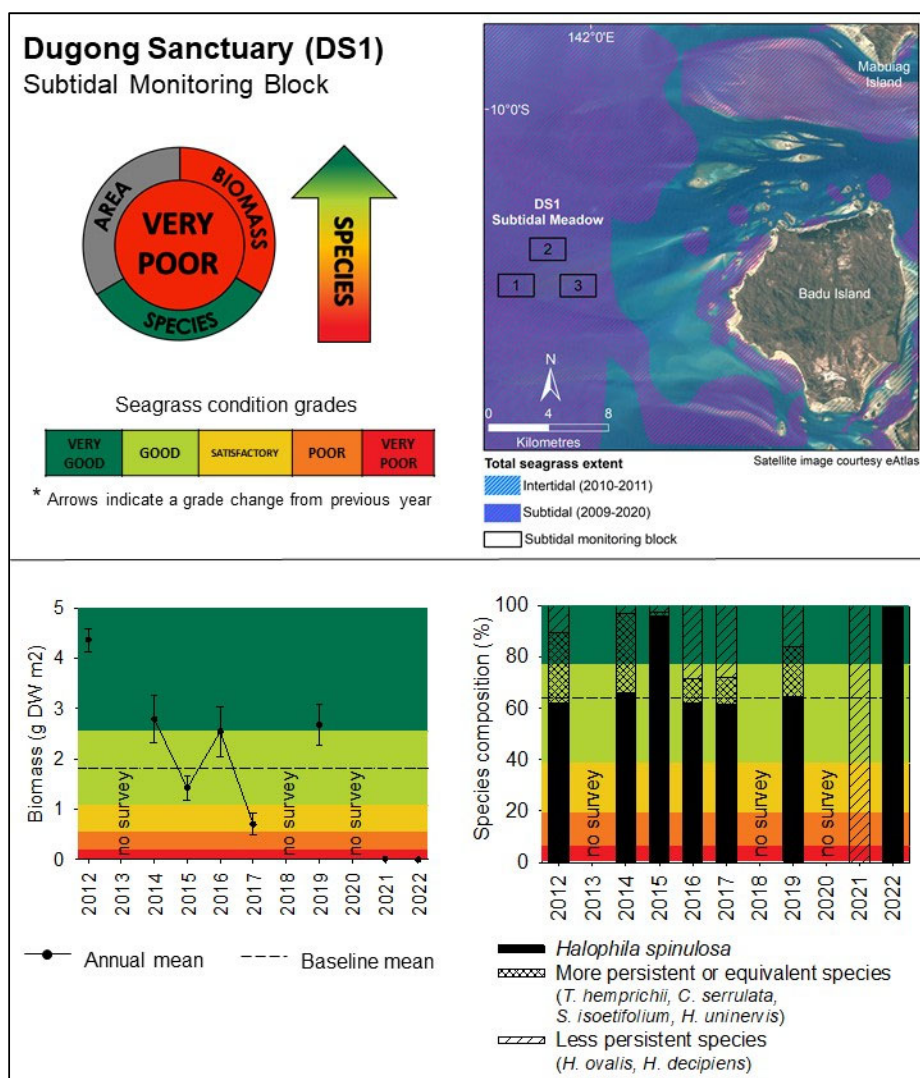 Dugong Sanctuary (DS1)
Subtidal Monitoring Block
AREA
BIOMASS
VERY
POOR
SPECIES
SPECIES
Seagrass condition grades
VERY GOOD
GOOD
SATISFACTORY
POOR
VERY POOR
* Arrows indicate a grade change from previous year
142°0'E
Mabuiag
Island
10°0'S
DS1
Subtidal Meadow
2
1
3
Badu Island
N
0 4 8
Kilometres
Total seagrass extent
Satellite image courtesy eAtlas
Intertidal (2010-2011)
Subtidal (2009-2020)
Subtidal monitoring block
Biomass (g DW m2)
5
4
3
2
1
0
no survey
no survey
no survey
2012
2013
2014
2015
2016
2017
2018
2019
2020
2021
2022
Annual mean
Baseline mean
Species composition (%)
100
80
60
40
20
0
no survey
no survey
no survey
2012
2013
2014
2015
2016
2017
2018
2019
2020
2021
2022
Halophila spinulosa
More persistent or equivalent species
(T. hemprichii, C. serrulata,
S. isoetifolium, H. uninervis)
Less persistent species
(H. ovalis, H. decipiens)